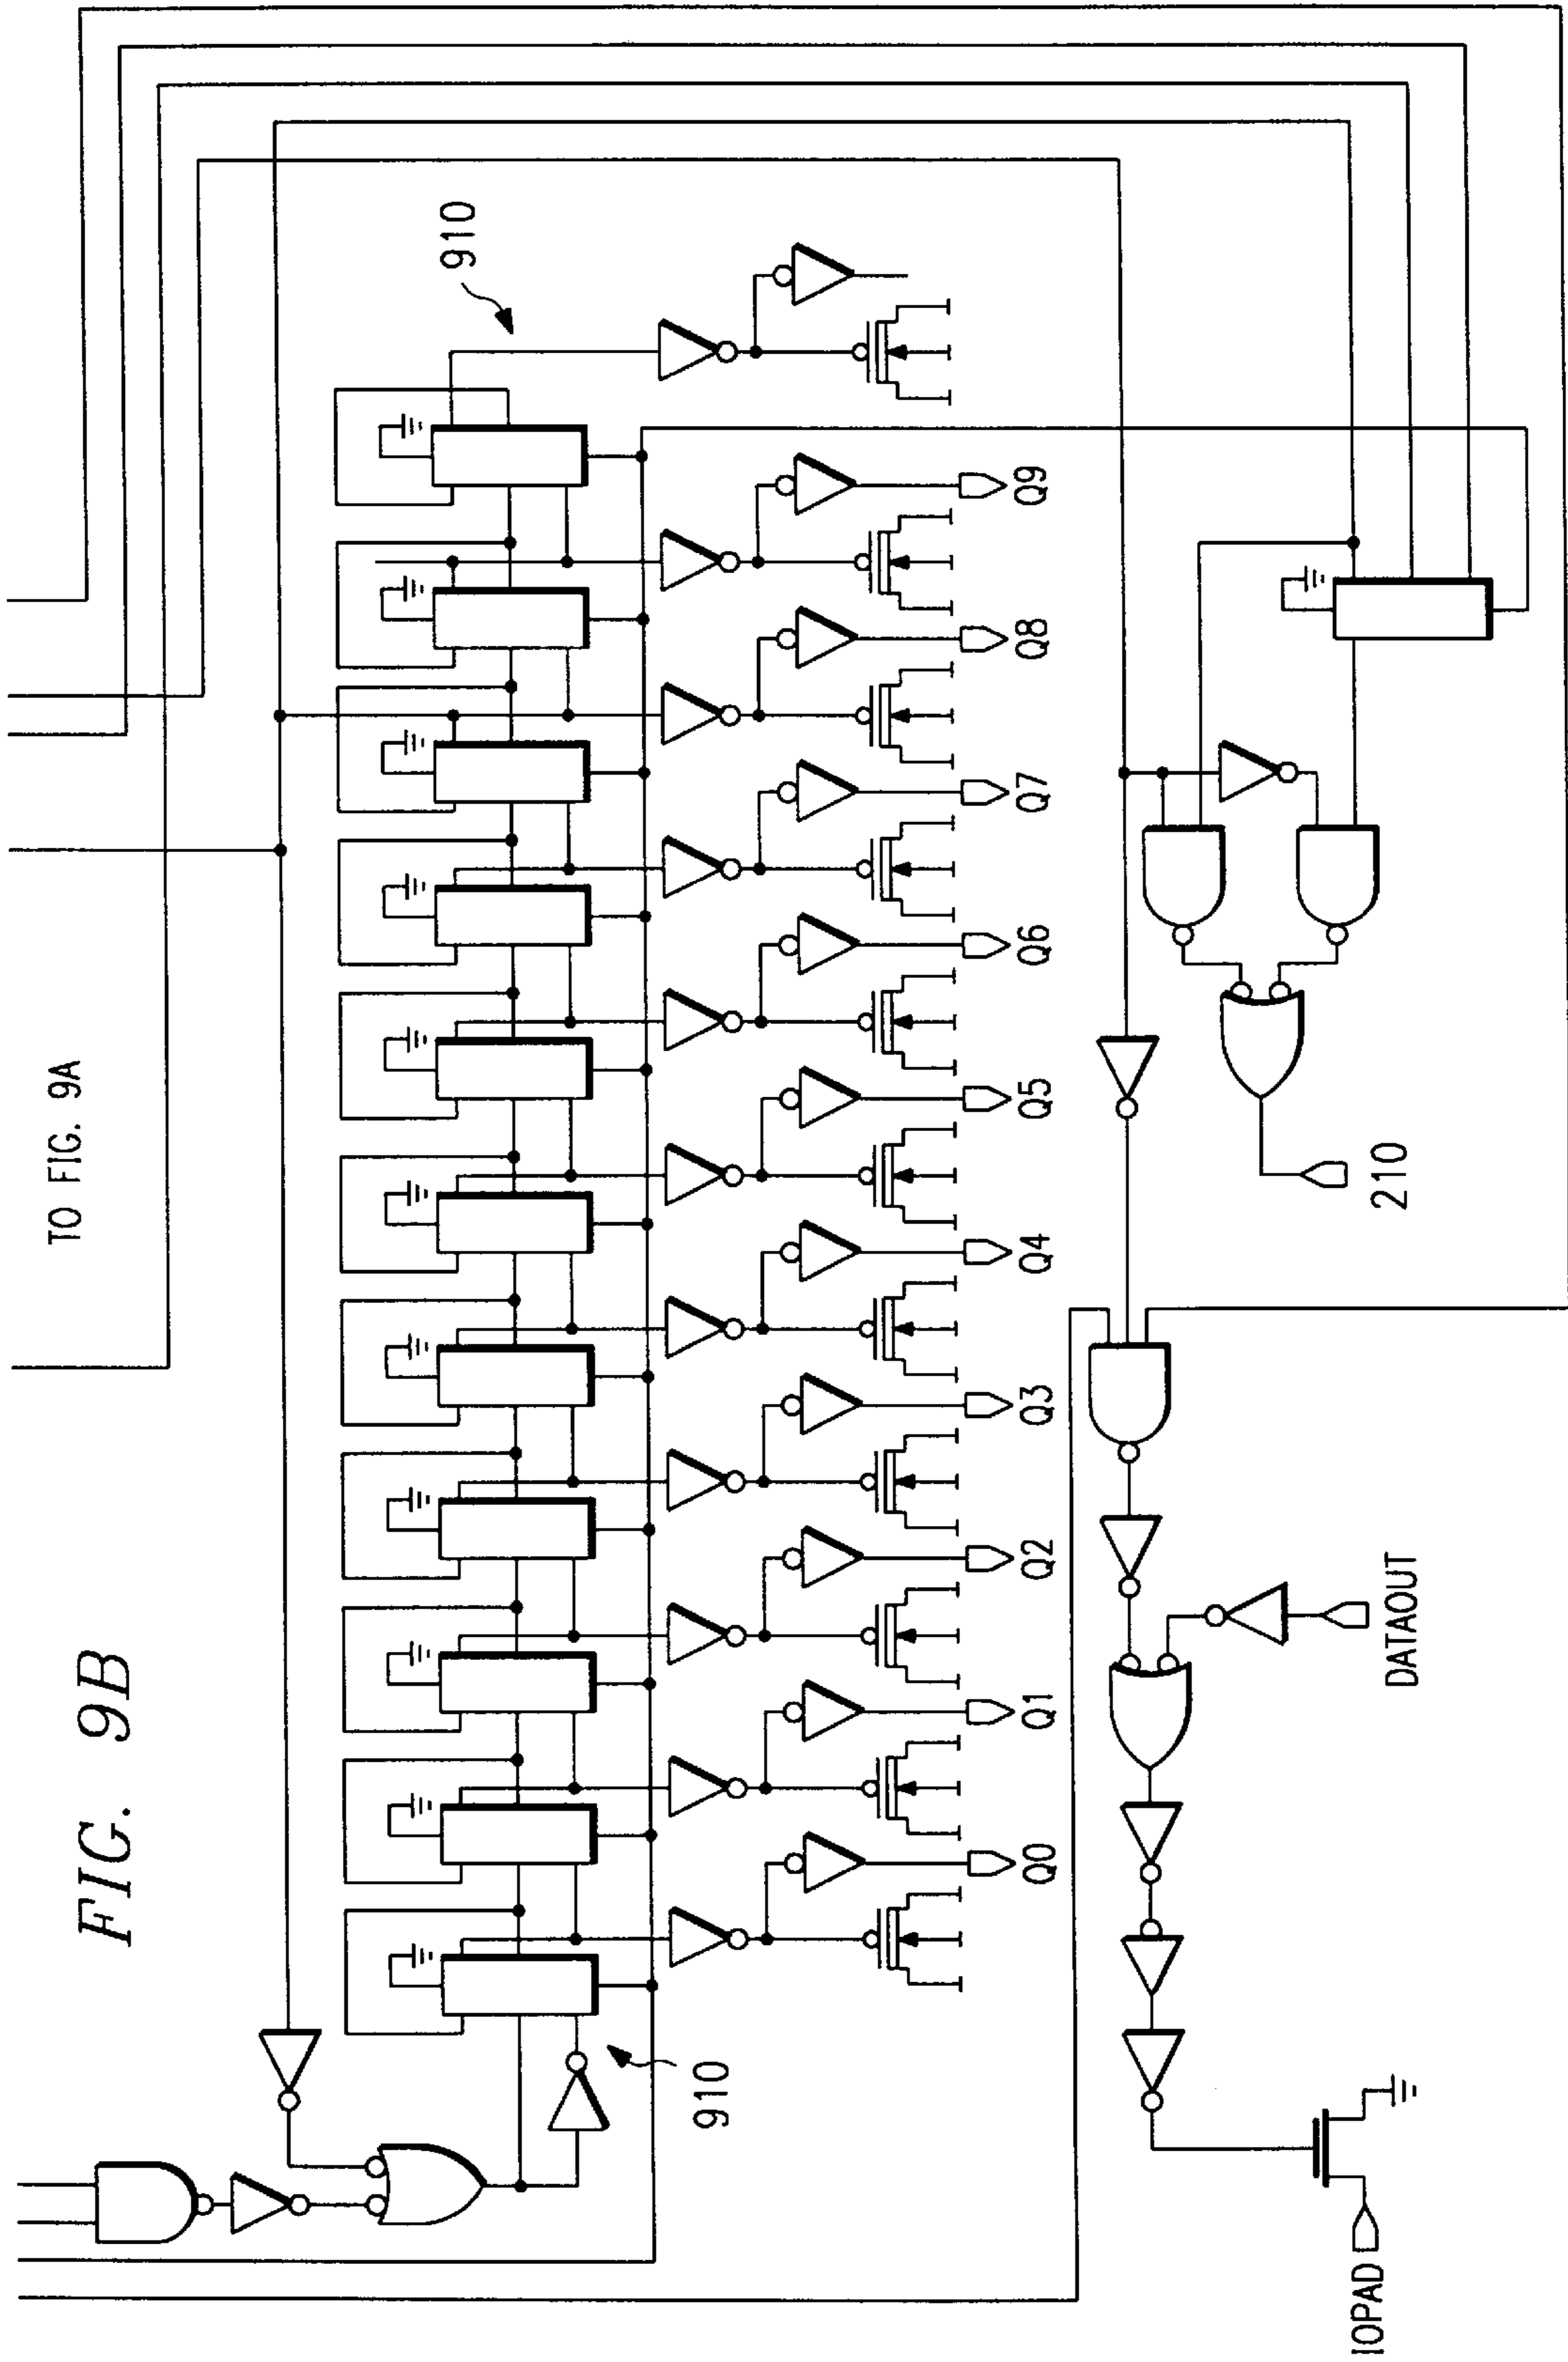 FIG. 9B
TO FIG. 9A
910
910
Q0
Q1
Q2
Q3
Q4
Q5
Q6
Q7
Q8
Q9
210
DATAOUT
IOPAD